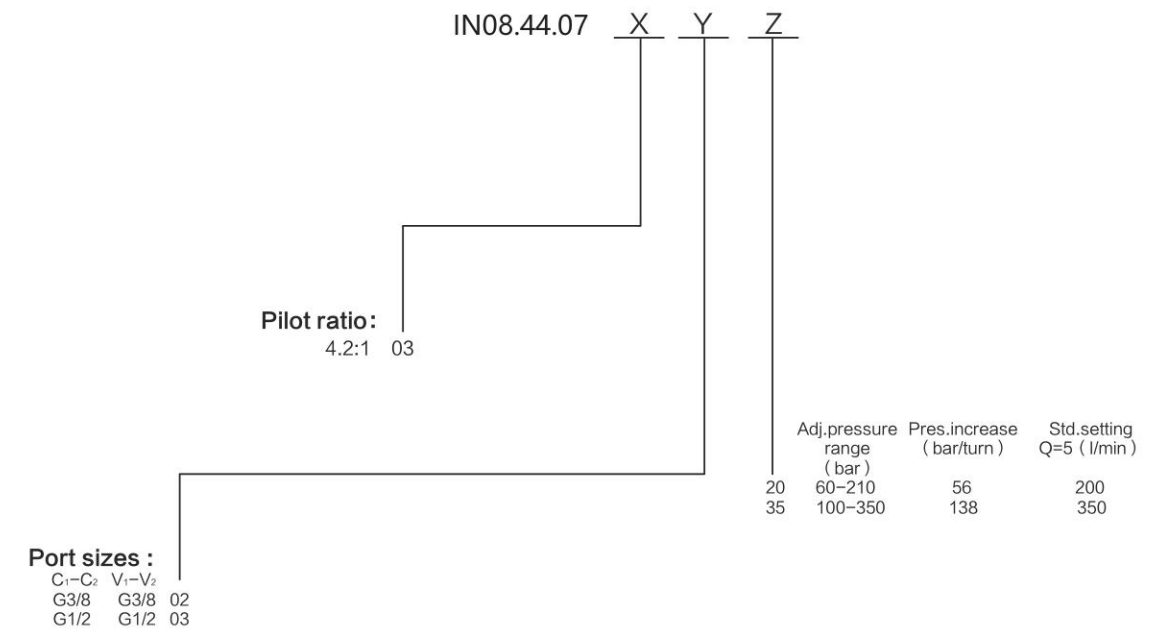 IN08.44.07 X Y Z
Pilot ratio:
4.2:1 03
Adj.pressure Pres.increase Std.setting
range (bar/turn) Q=5 (l/min)
(bar)
20 60-210 56 200
35 100-350 138 350
Port sizes :
C₁-C₂ V₁-V₂
G3/8 G3/8 02
G1/2 G1/2 03